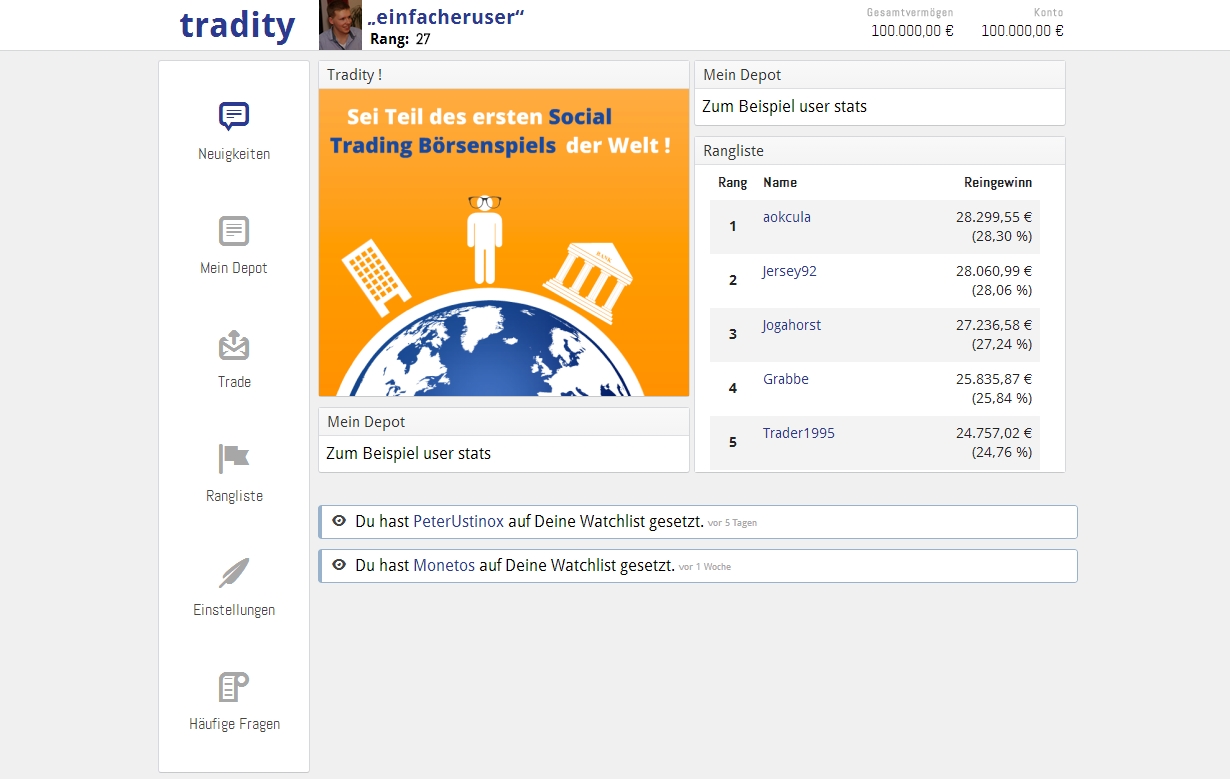 tradity
„einfacheruser“
Rang: 27
Gesamtvermögen
100.000,00 €
Konto
100.000,00 €
Neuigkeiten
Mein Depot
Trade
Rangliste
Einstellungen
Häufige Fragen
Tradity !
Sei Teil des ersten Social
Trading Börsenspiels der Welt !
BANK
Mein Depot
Zum Beispiel user stats
Mein Depot
Zum Beispiel user stats
Rangliste
Rang Name Reingewinn
1 aokcula 28.299,55 €
(28,30 %)
2 Jersey92 28.060,99 €
(28,06 %)
3 Jogahorst 27.236,58 €
(27,24 %)
4 Grabbe 25.835,87 €
(25,84 %)
5 Trader1995 24.757,02 €
(24,76 %)
Du hast PeterUstinox auf Deine Watchlist gesetzt. vor 5 Tagen
Du hast Monetos auf Deine Watchlist gesetzt. vor 1 Woche